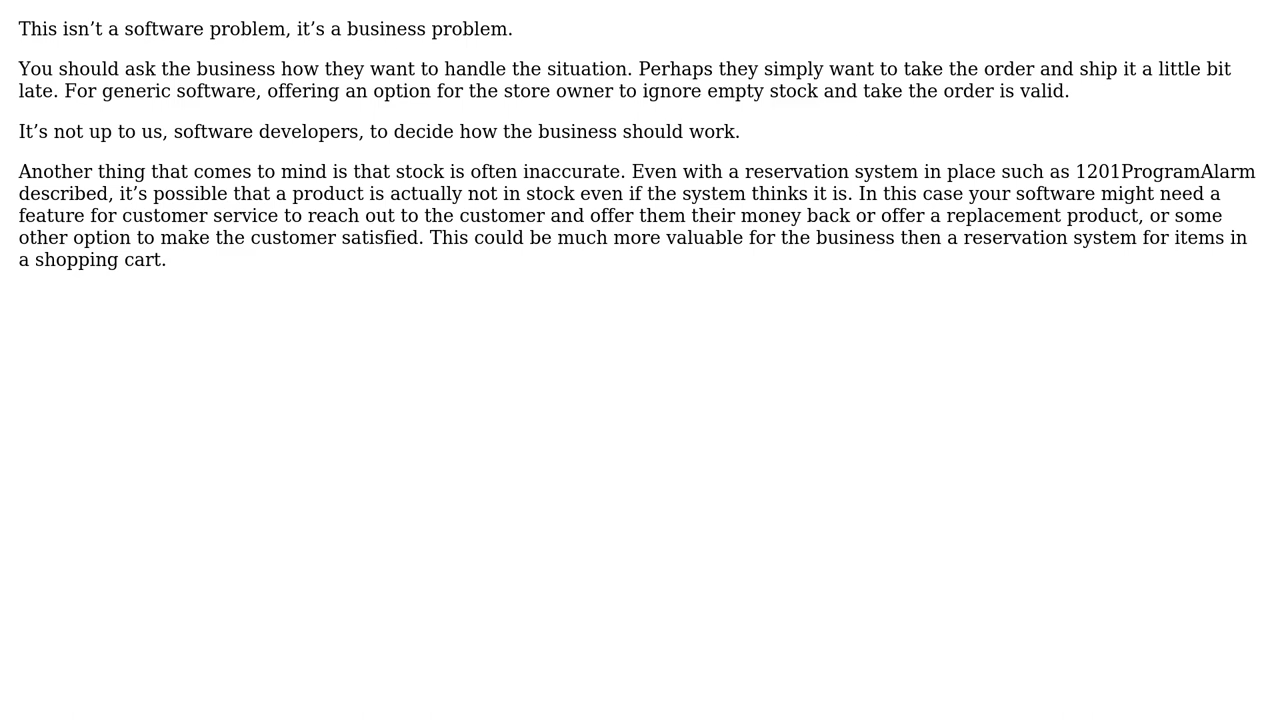 This isn’t a software problem, it’s a business problem.
You should ask the business how they want to handle the situation. Perhaps they simply want to take the order and ship it a little bit
late. For generic software, offering an option for the store owner to ignore empty stock and take the order is valid.
It’s not up to us, software developers, to decide how the business should work.
Another thing that comes to mind is that stock is often inaccurate. Even with a reservation system in place such as 1201ProgramAlarm
described, it’s possible that a product is actually not in stock even if the system thinks it is. In this case your software might need a
feature for customer service to reach out to the customer and offer them their money back or offer a replacement product, or some
other option to make the customer satisfied. This could be much more valuable for the business then a reservation system for items in
a shopping cart.